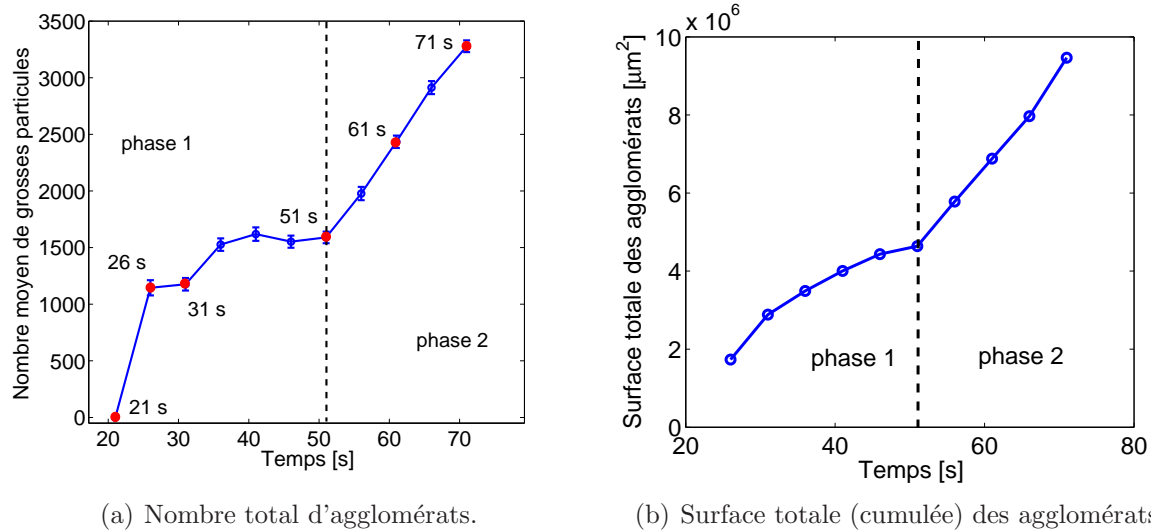 3500
3000
2500
2000
1500
1000
500
0
Nombre moyen de grosses particules
71 s
61 s
phase 1
51 s
26 s
31 s
phase 2
21 s
20 30 40 50 60 70
Temps [s]
(a) Nombre total d'agglomérats.
x 10^6
10
8
6
4
2
0
Surface totale des agglomérats [µm²]
phase 1
phase 2
20 40 60 80
Temps [s]
(b) Surface totale (cumulée) des agglomérats